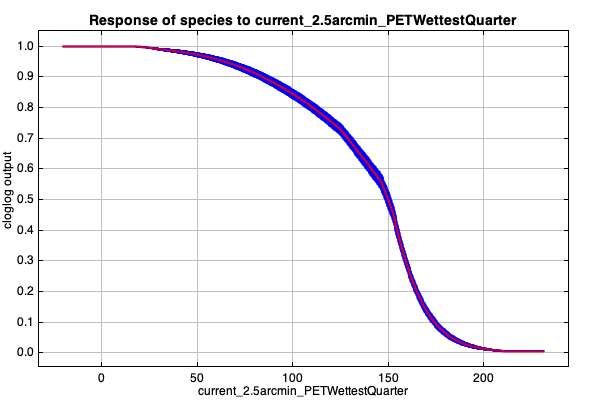 Response of species to current_2.5arcmin_PETWettestQuarter
1.0
0.9
0.8
0.7
0.6
0.5
0.4
0.3
0.2
0.1
0.0
cloglog output
0 50 100 150 200
current_2.5arcmin_PETWettestQuarter